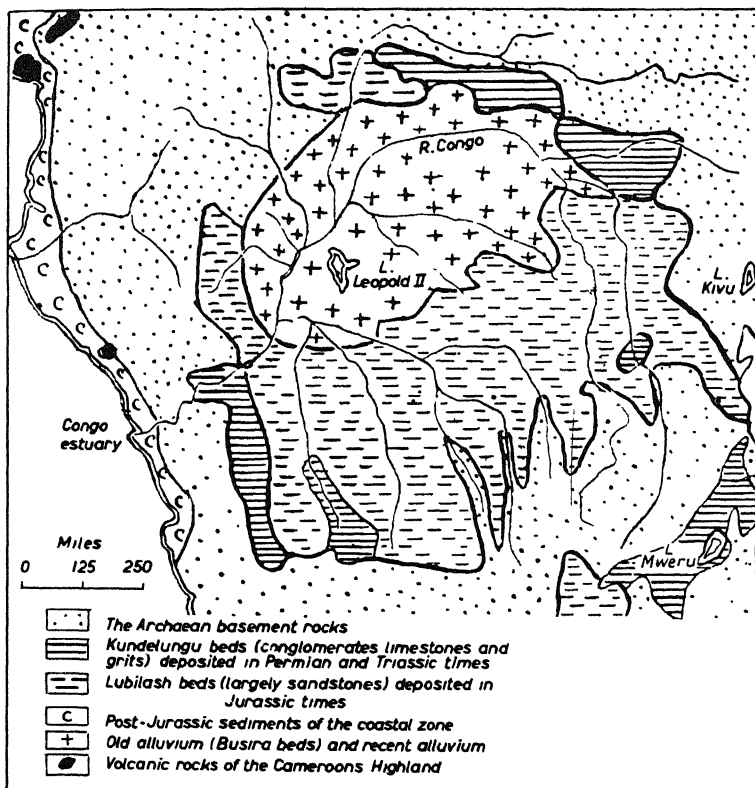 R. Congo
L.
Leopold II
L.
Kivu
Congo
estuary
L
Mweru
Miles
0 125 250
The Archaean basement rocks
Kundelungu beds (conglomerates limestones and
grits) deposited in Permian and Triassic times
Lubilash beds (largely sandstones) deposited in
Jurassic times
C Post-Jurassic sediments of the coastal zone
+ Old alluvium (Busira beds) and recent alluvium
Volcanic rocks of the Cameroons Highland